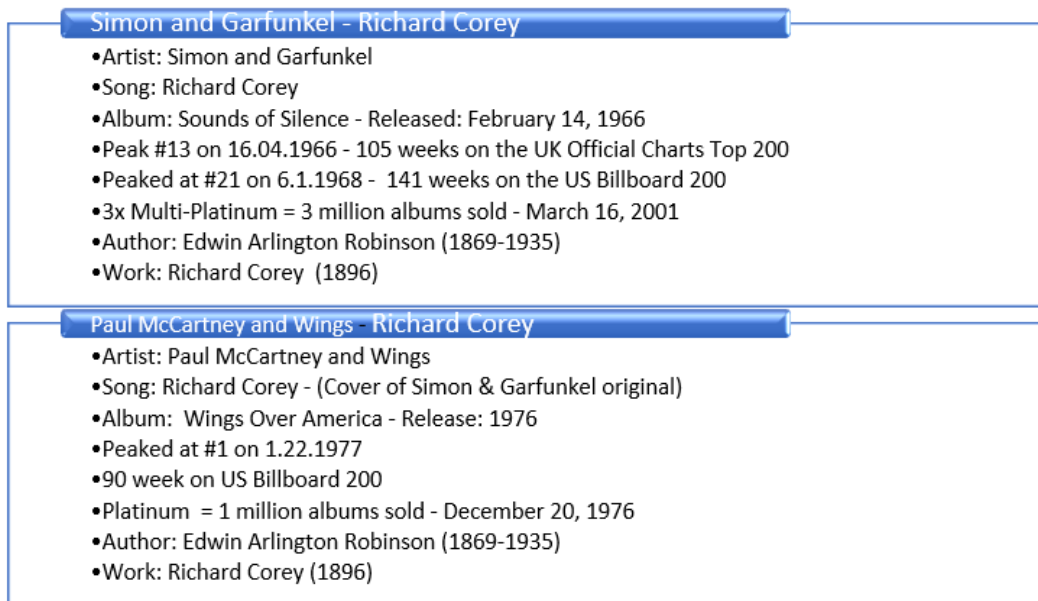 Simon and Garfunkel - Richard Corey
•Artist: Simon and Garfunkel
•Song: Richard Corey
•Album: Sounds of Silence - Released: February 14, 1966
•Peak #13 on 16.04.1966 - 105 weeks on the UK Official Charts Top 200
•Peaked at #21 on 6.1.1968 -  141 weeks on the US Billboard 200
•3x Multi-Platinum = 3 million albums sold - March 16, 2001
•Author: Edwin Arlington Robinson (1869-1935)
•Work: Richard Corey  (1896)
Paul McCartney and Wings - Richard Corey
•Artist: Paul McCartney and Wings
•Song: Richard Corey - (Cover of Simon & Garfunkel original)
•Album:  Wings Over America - Release: 1976
•Peaked at #1 on 1.22.1977
•90 week on US Billboard 200
•Platinum  = 1 million albums sold - December 20, 1976
•Author: Edwin Arlington Robinson (1869-1935)
•Work: Richard Corey (1896)